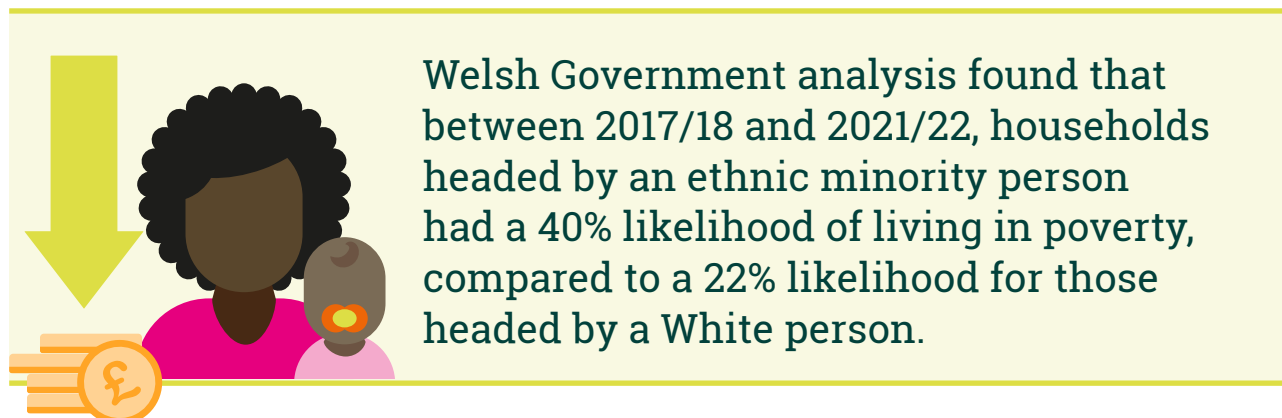 Welsh Government analysis found that
between 2017/18 and 2021/22, households
headed by an ethnic minority person
had a 40% likelihood of living in poverty,
compared to a 22% likelihood for those
headed by a White person.
£